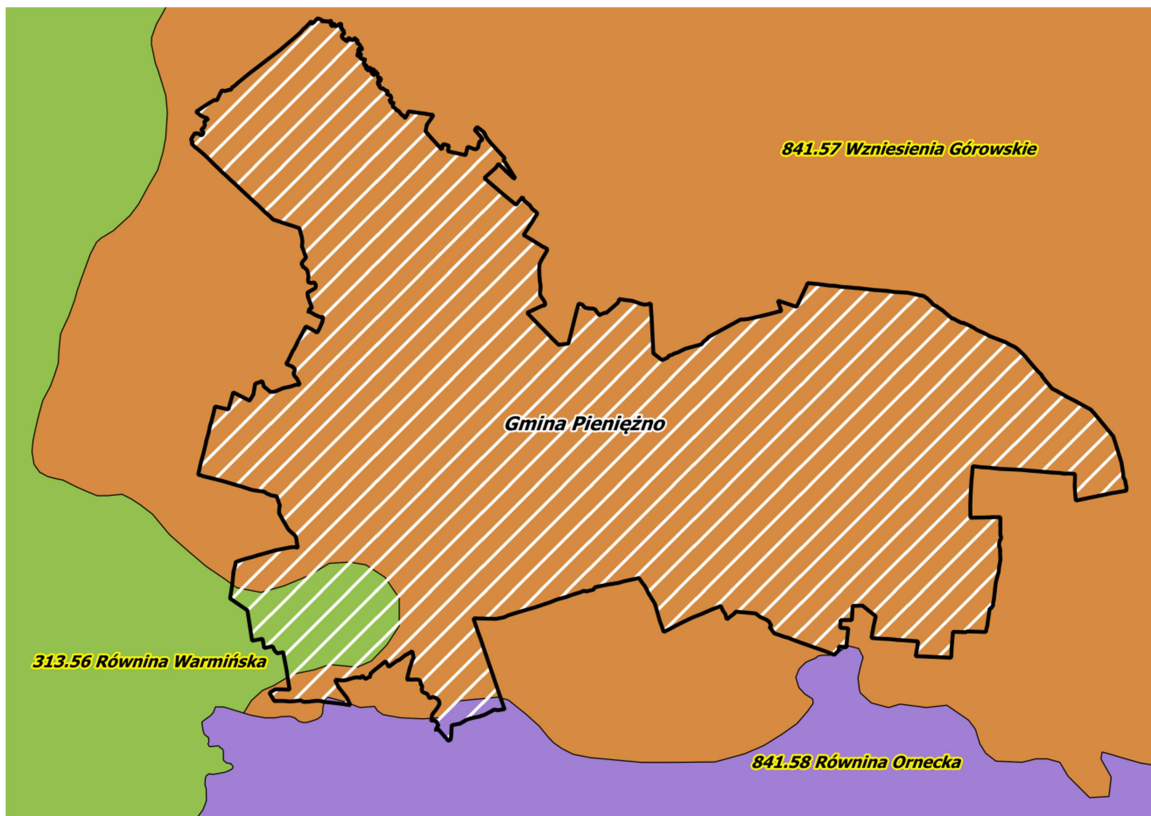 841.57 Wzniesienia Górowskie
Gmina Pieniężno
313.56 Równina Warmińska
841.58 Równina Ornecka